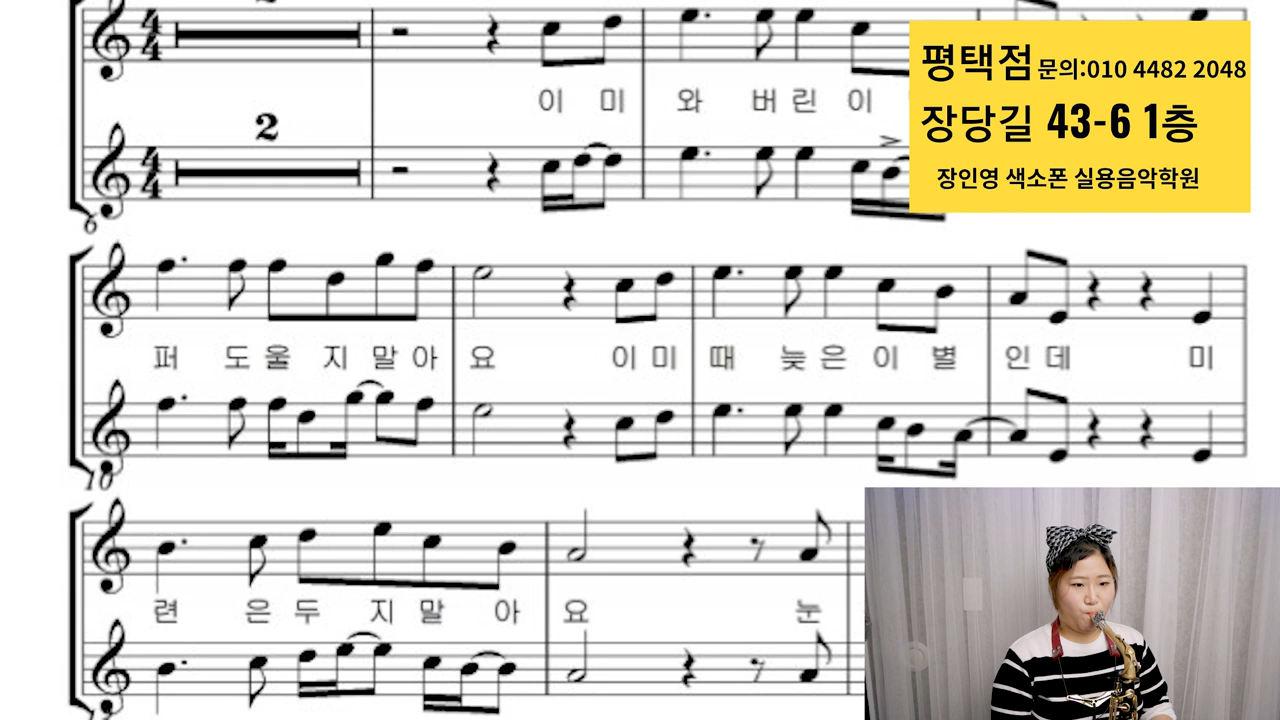 평택점 문의:010 4482 2048
장당길 43-6 1층
장인영 색소폰 실용음악학원
이 미 와 버 린 이
2
6
퍼 도 울 지 말 아 요 이 미 때 늦 은 이 별 인 데 미
10
련 은 두 지 말 아 요 눈